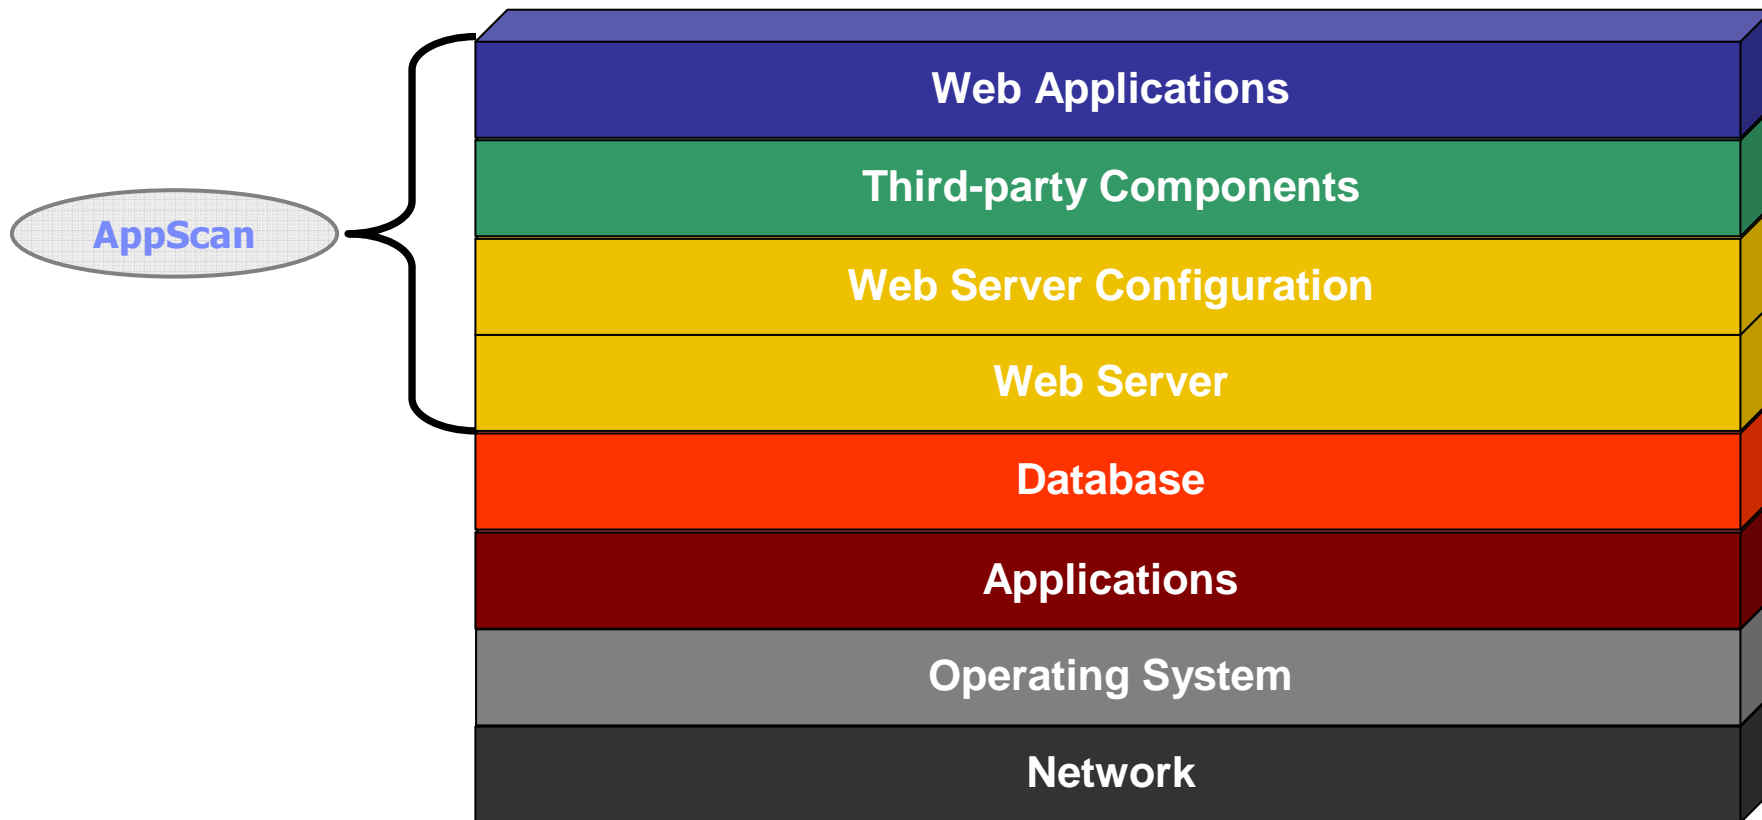 Web Applications
Third-party Components
AppScan
Web Server Configuration
Web Server
Database
Applications
Operating System
Network